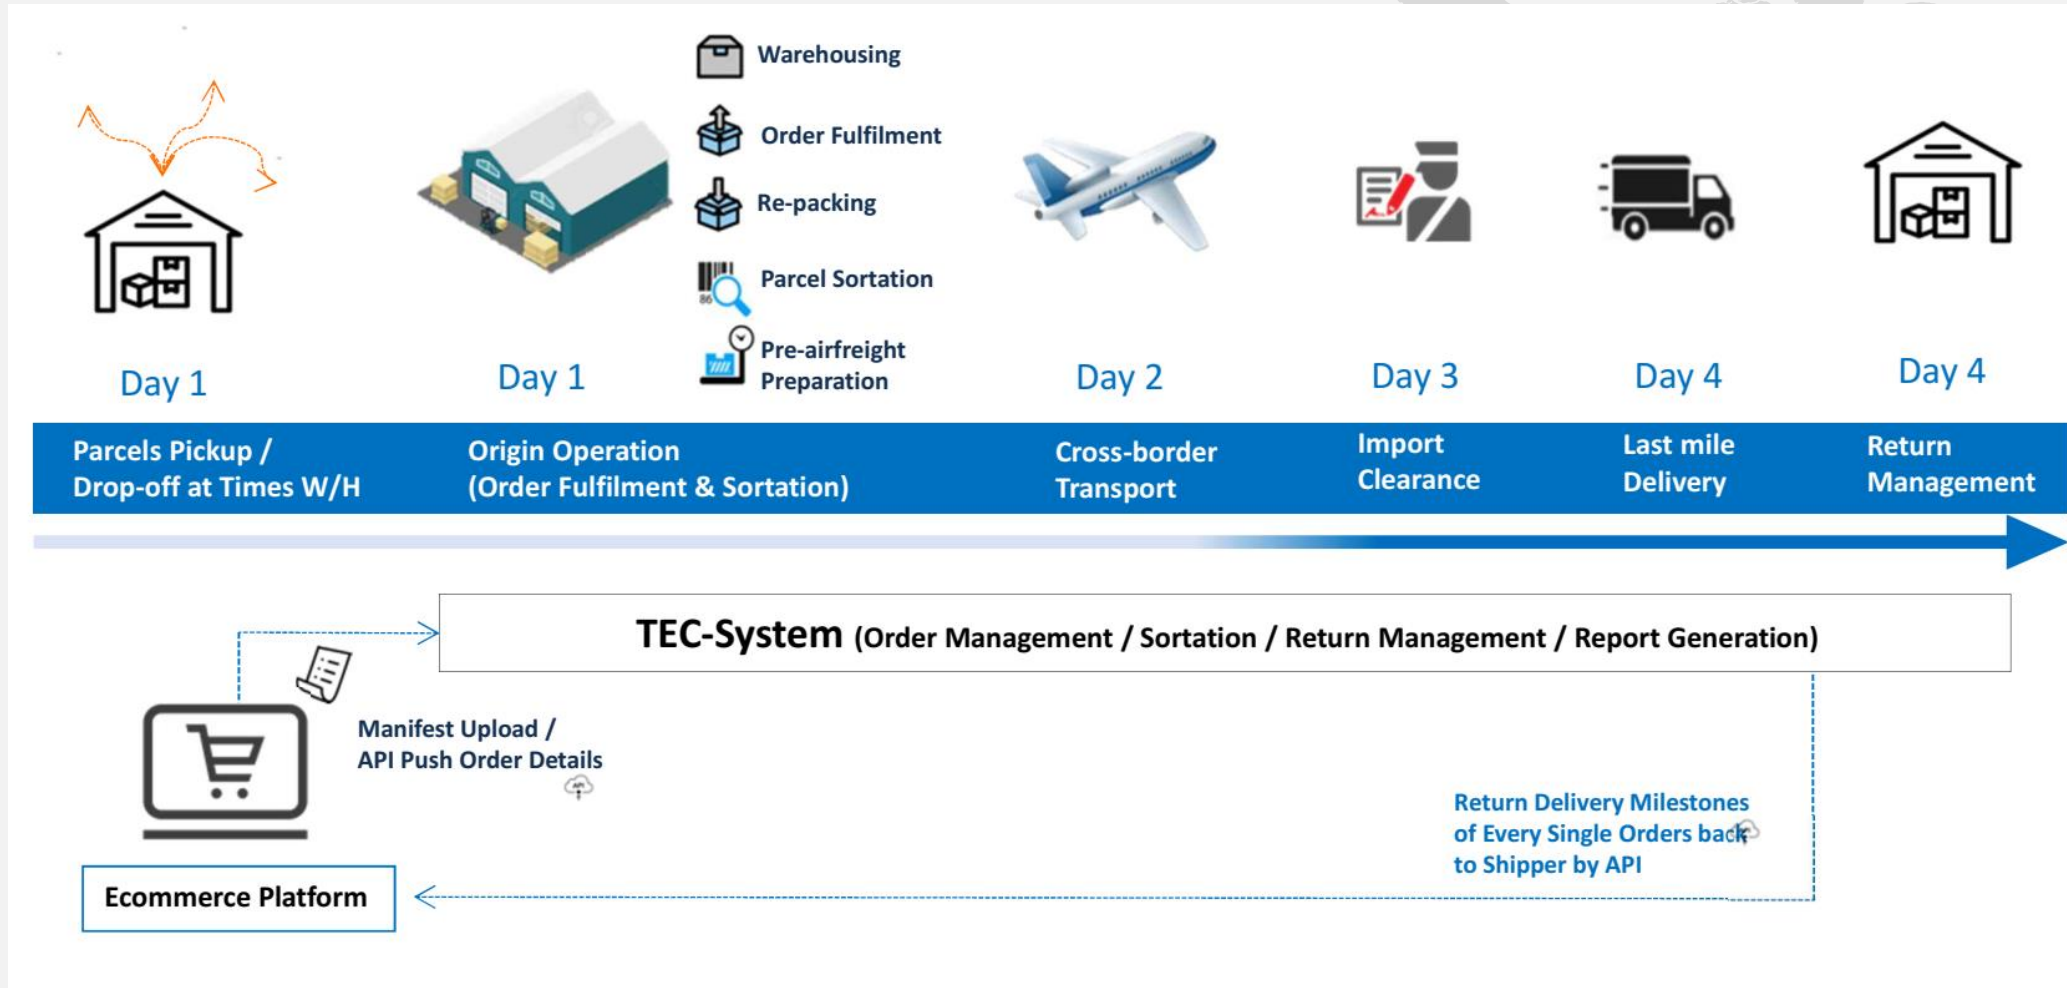 Warehousing
Order Fulfilment
Re-packing
Parcel Sortation
86
Pre-airfreight
Preparation
Day 1
Day 1
Day 2
Day 3
Day 4
Day 4
Parcels Pickup /
Drop-off at Times W/H
Origin Operation
(Order Fulfilment & Sortation)
Cross-border
Transport
Import
Clearance
Last mile
Delivery
Return
Management
TEC-System (Order Management / Sortation / Return Management / Report Generation)
Manifest Upload /
API Push Order Details
API
Return Delivery Milestones
of Every Single Orders back
to Shipper by API
Ecommerce Platform